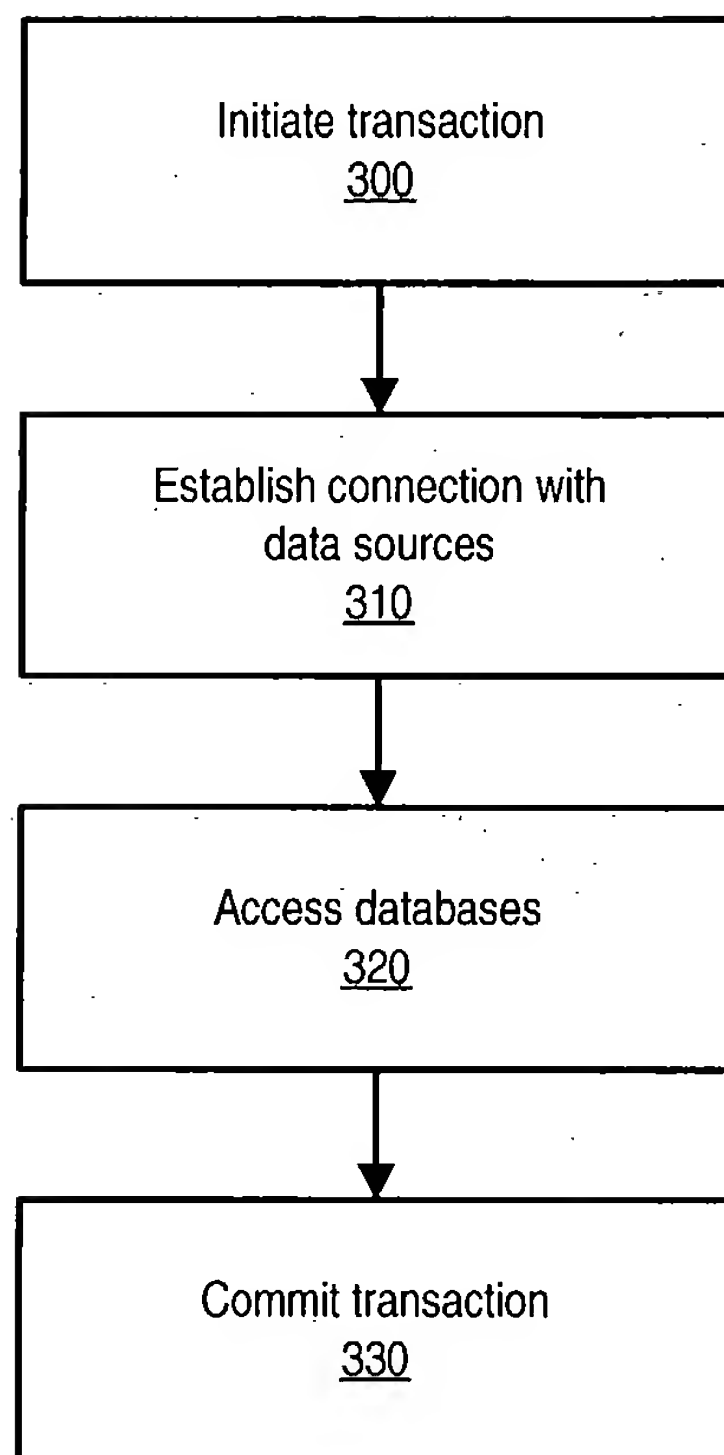 Initiate transaction
300
Establish connection with
data sources
310
Access databases
320
Commit transaction
330